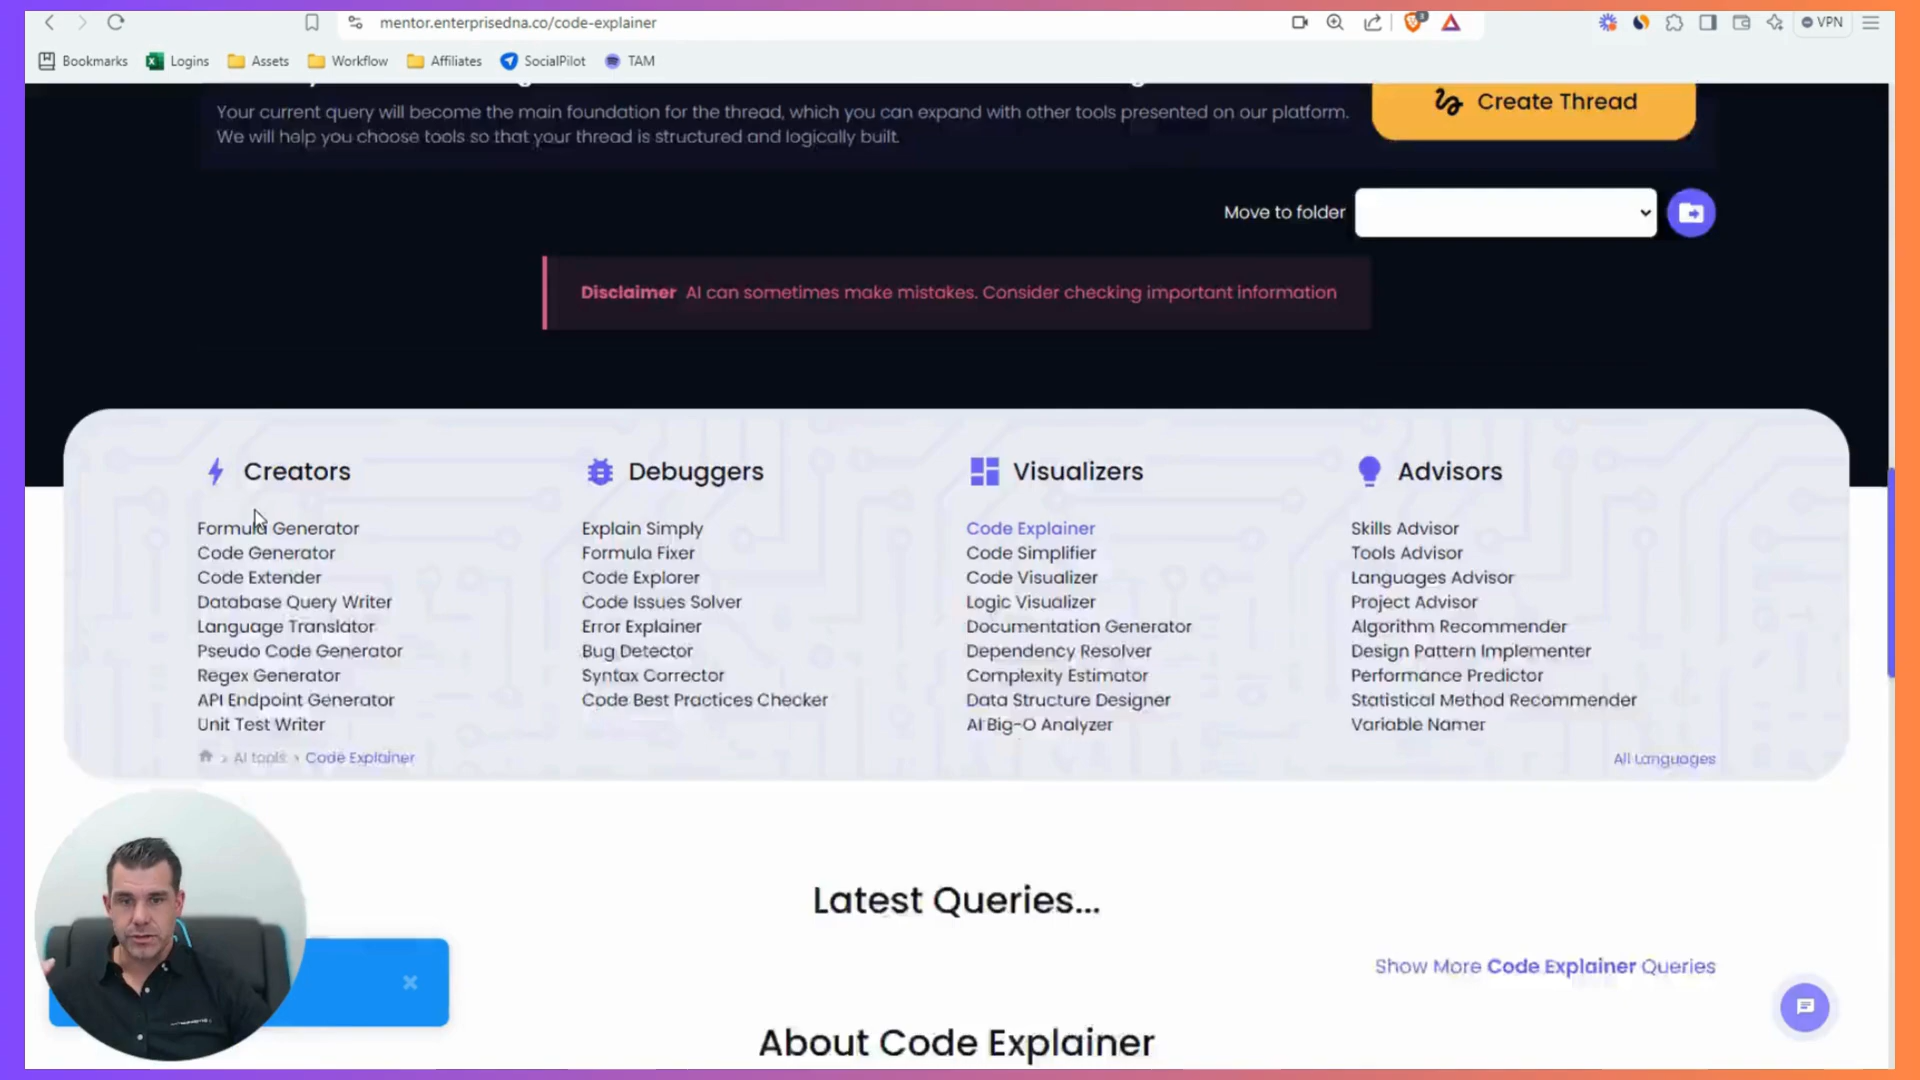 mentor.enterprisedna.co/code-explainer
VPN
Bookmarks
Logins
Assets
Workflow
Affiliates
SocialPilot
TAM
Your current query will become the main foundation for the thread, which you can expand with other tools presented on our platform.
We will help you choose tools so that your thread is structured and logically built.
Create Thread
Move to folder
Disclaimer AI can sometimes make mistakes. Consider checking important information
Creators
Formula Generator
Code Generator
Code Extender
Database Query Writer
Language Translator
Pseudo Code Generator
Regex Generator
API Endpoint Generator
Unit Test Writer
Debuggers
Explain Simply
Formula Fixer
Code Explorer
Code Issues Solver
Error Explainer
Bug Detector
Syntax Corrector
Code Best Practices Checker
Visualizers
Code Explainer
Code Simplifier
Code Visualizer
Logic Visualizer
Documentation Generator
Dependency Resolver
Complexity Estimator
Data Structure Designer
AI Big-O Analyzer
Advisors
Skills Advisor
Tools Advisor
Languages Advisor
Project Advisor
Algorithm Recommender
Design Pattern Implementer
Performance Predictor
Statistical Method Recommender
Variable Namer
› AI tools › Code Explainer
All Languages
Latest Queries...
Show More Code Explainer Queries
About Code Explainer